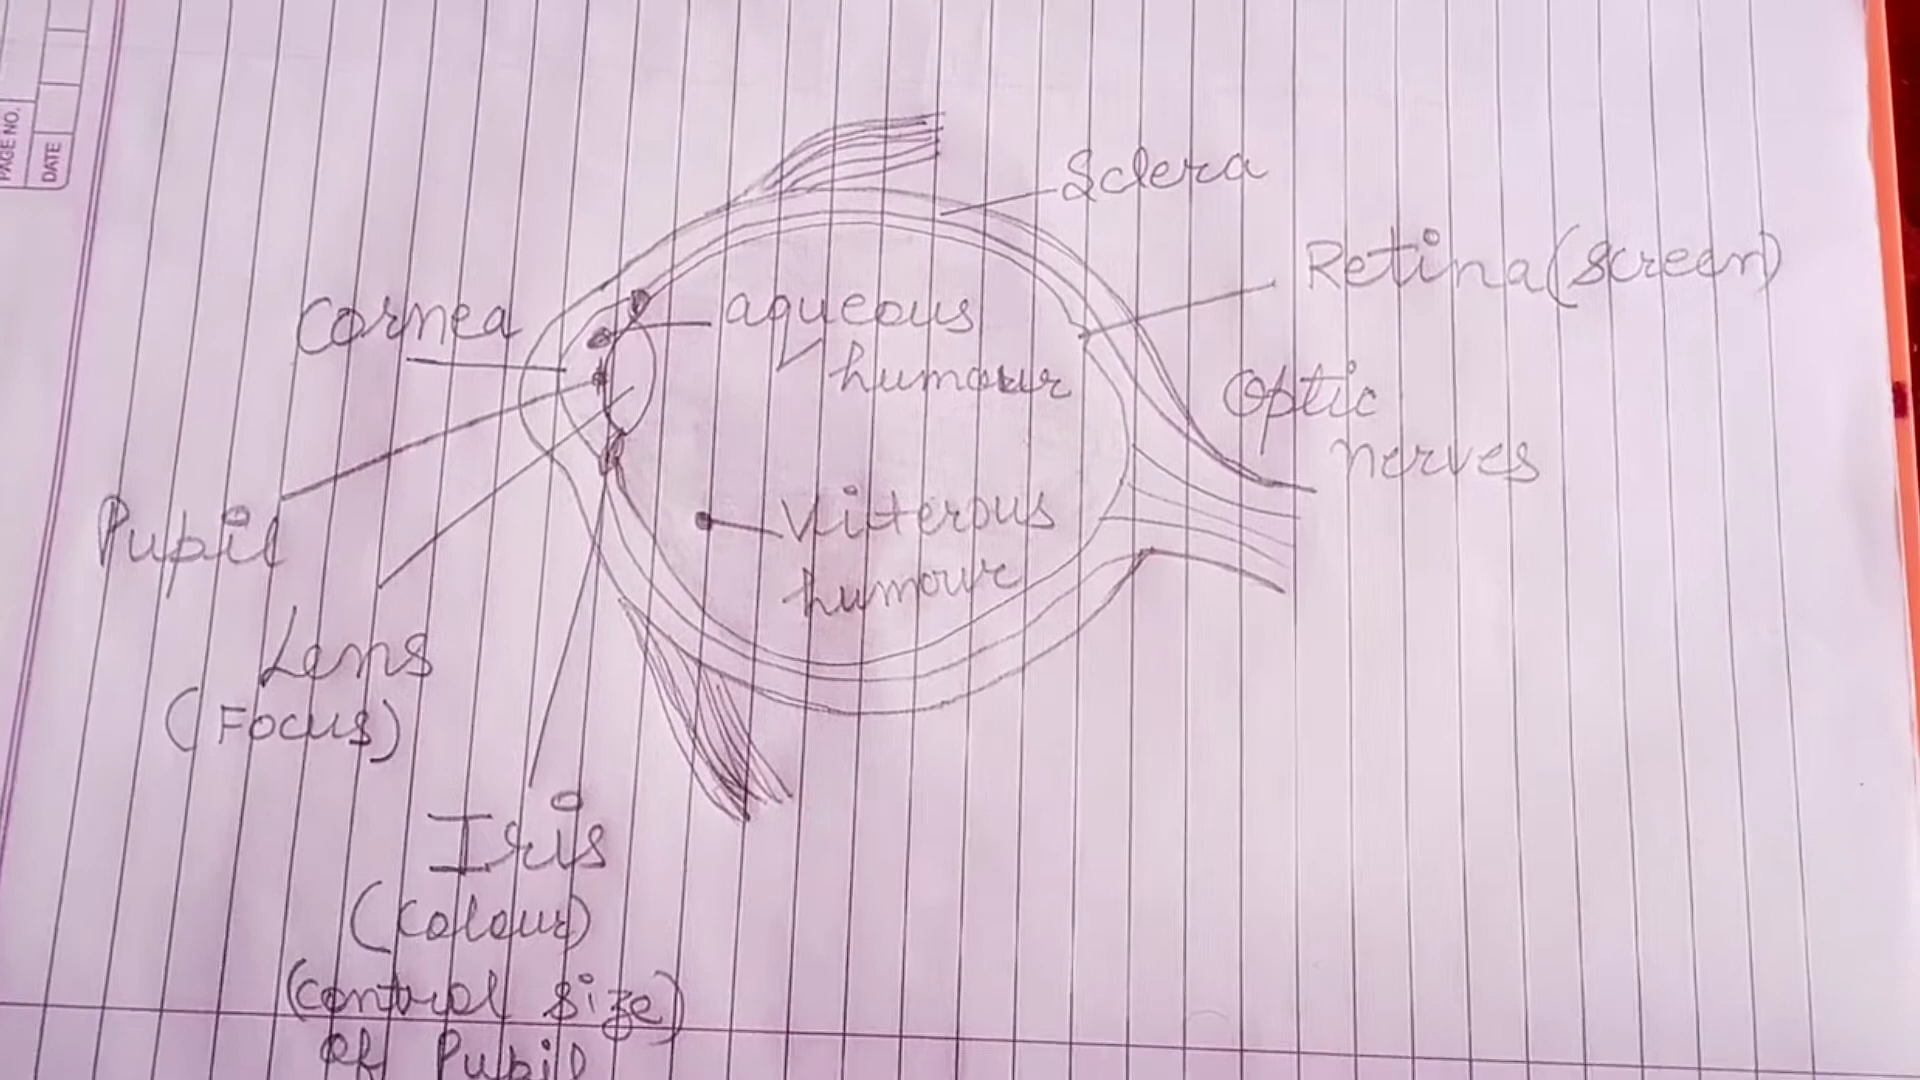 PAGE NO.
DATE
Sclera
Retina (screen)
Cornea
aqueous
humour
Optic
nerves
Pupil
Viiterous
humour
Lens
(Focus)
Iris
(Colour)
(control size)
of Pupil